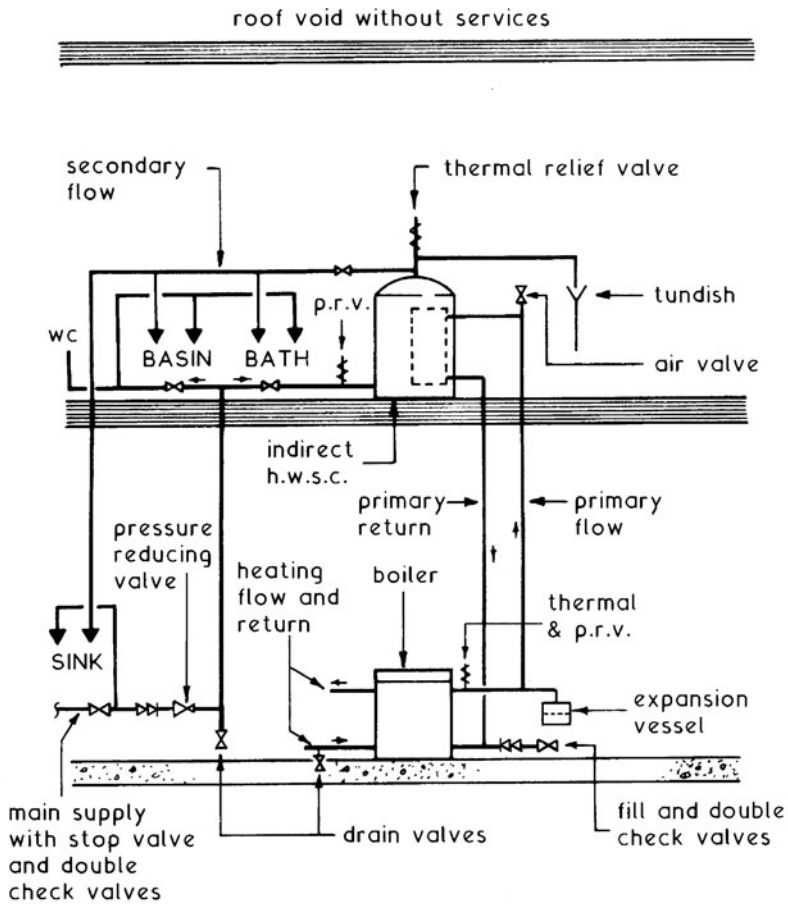 roof void without services
secondary
flow
thermal relief valve
p.r.v.
tundish
wc
BASIN
BATH
air valve
indirect
h.w.s.c.
primary
return
primary
flow
pressure
reducing
valve
heating
flow and
return
boiler
thermal
& p.r.v.
SINK
expansion
vessel
main supply
with stop valve
and double
check valves
drain valves
fill and double
check valves